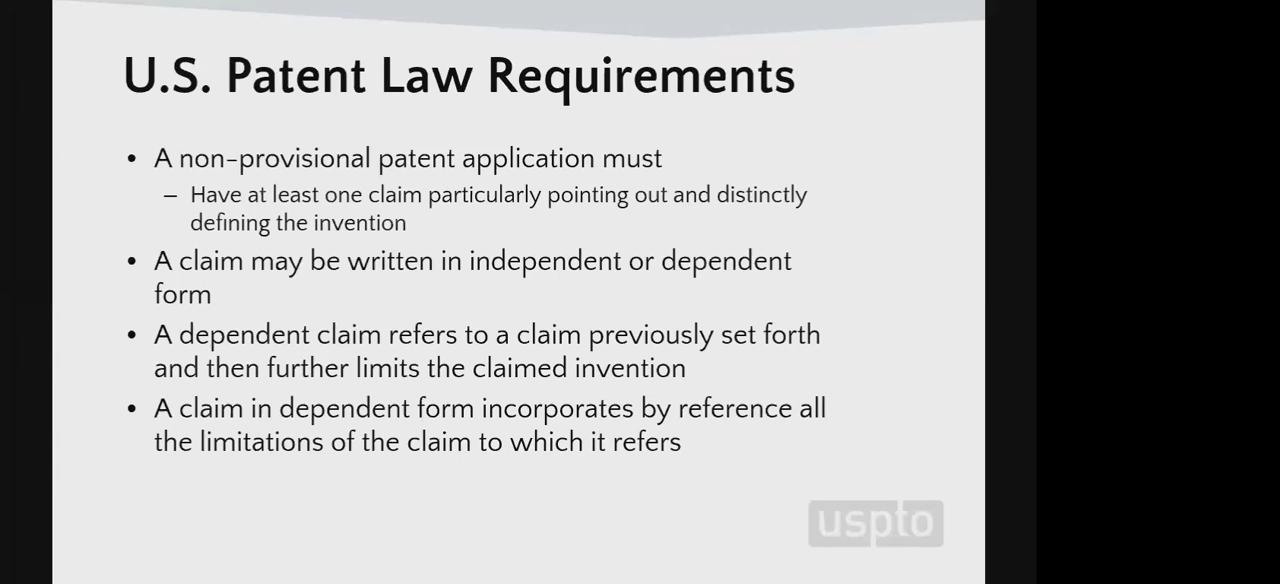 U.S. Patent Law Requirements
• A non-provisional patent application must
– Have at least one claim particularly pointing out and distinctly
defining the invention
• A claim may be written in independent or dependent
form
• A dependent claim refers to a claim previously set forth
and then further limits the claimed invention
• A claim in dependent form incorporates by reference all
the limitations of the claim to which it refers
uspto